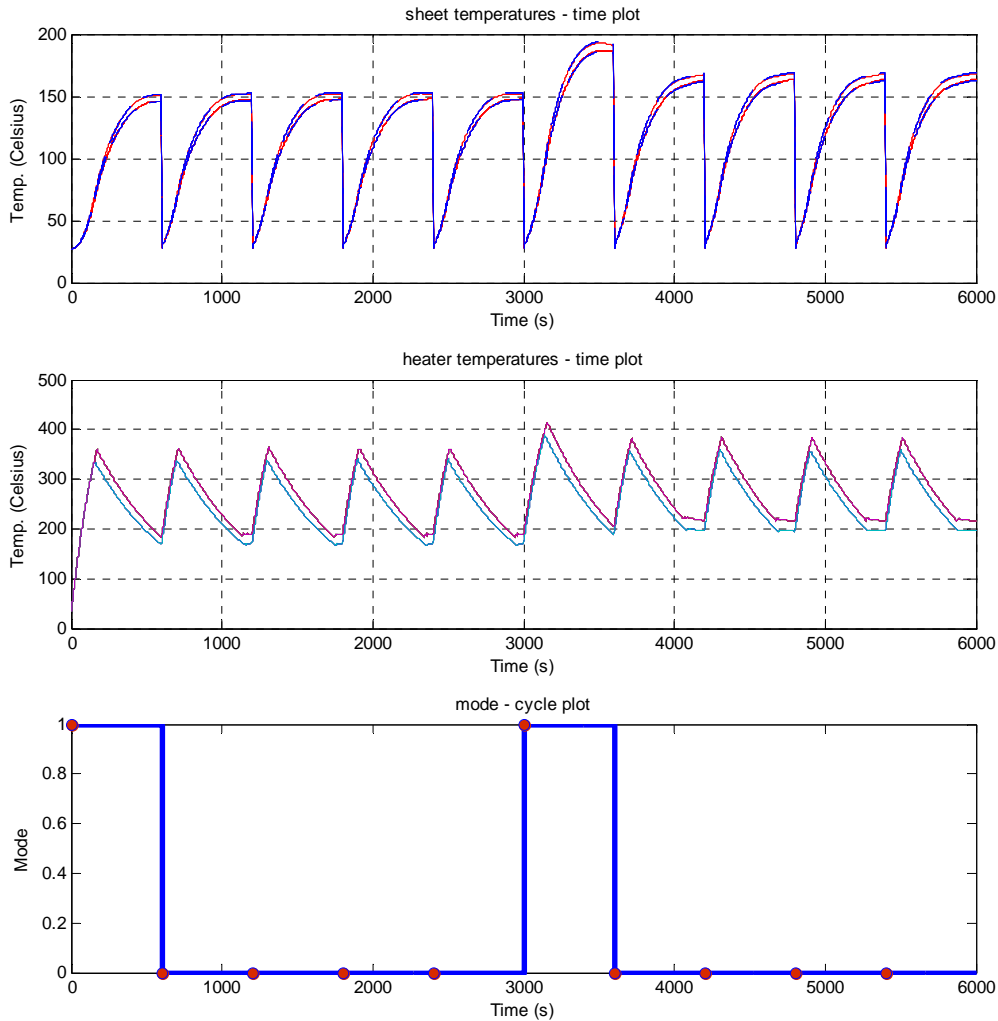 sheet temperatures - time plot
200
150
100
50
0
Temp. (Celsius)
0 1000 2000 3000 4000 5000 6000
Time (s)
heater temperatures - time plot
500
400
300
200
100
0
Temp. (Celsius)
0 1000 2000 3000 4000 5000 6000
Time (s)
mode - cycle plot
1
0.8
0.6
0.4
0.2
0
Mode
0 1000 2000 3000 4000 5000 6000
Time (s)